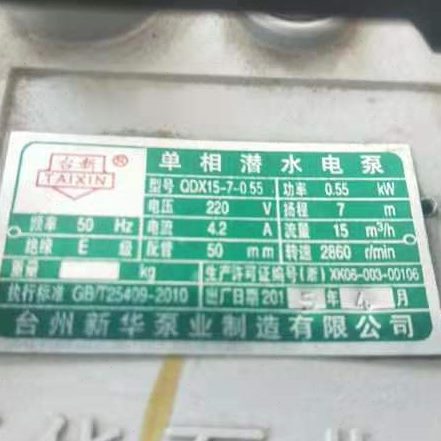 台新®
TAIXIN
单相潜水电泵
型号 QDX15-7-0.55 功率 0.55 kW
电压 220 V 扬程 7 m
频率 50 Hz 电流 4.2 A 流量 15 m³/h
绝缘 E 级 配管 50 mm 转速 2860 r/min
重量 kg 生产许可证编号(浙)XK06-003-00106
执行标准 GB/T25409-2010 出厂日期 201 5 年 4 月
台州新华泵业制造有限公司